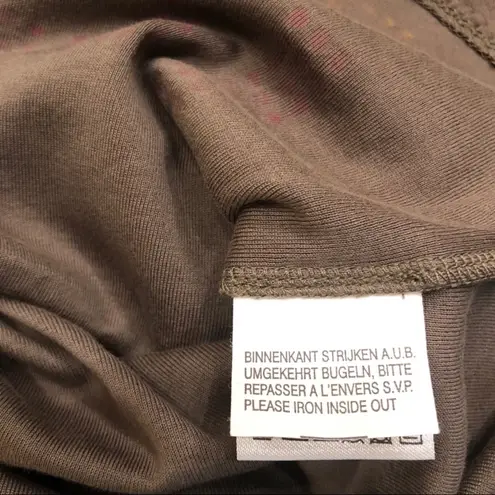 BINNENKANT STRIJKEN A.U.B.
UMGEKEHRT BUGELN, BITTE
REPASSER A L'ENVERS S.V.P.
PLEASE IRON INSIDE OUT